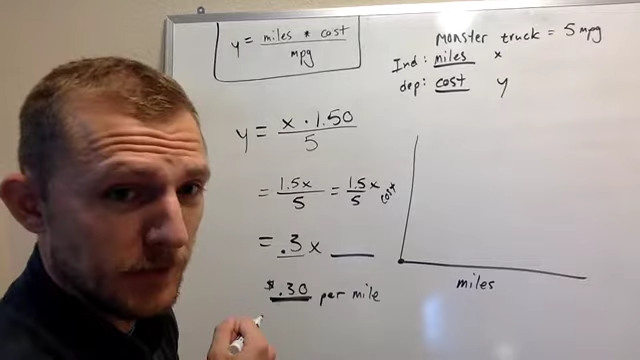 y = miles * cost / mpg
Monster truck = 5 mpg
Ind: miles x
dep: cost y
y = x · 1.50 / 5
= 1.5x / 5 = 1.5 / 5 x
cost
= .3 x
$.30 per mile
miles